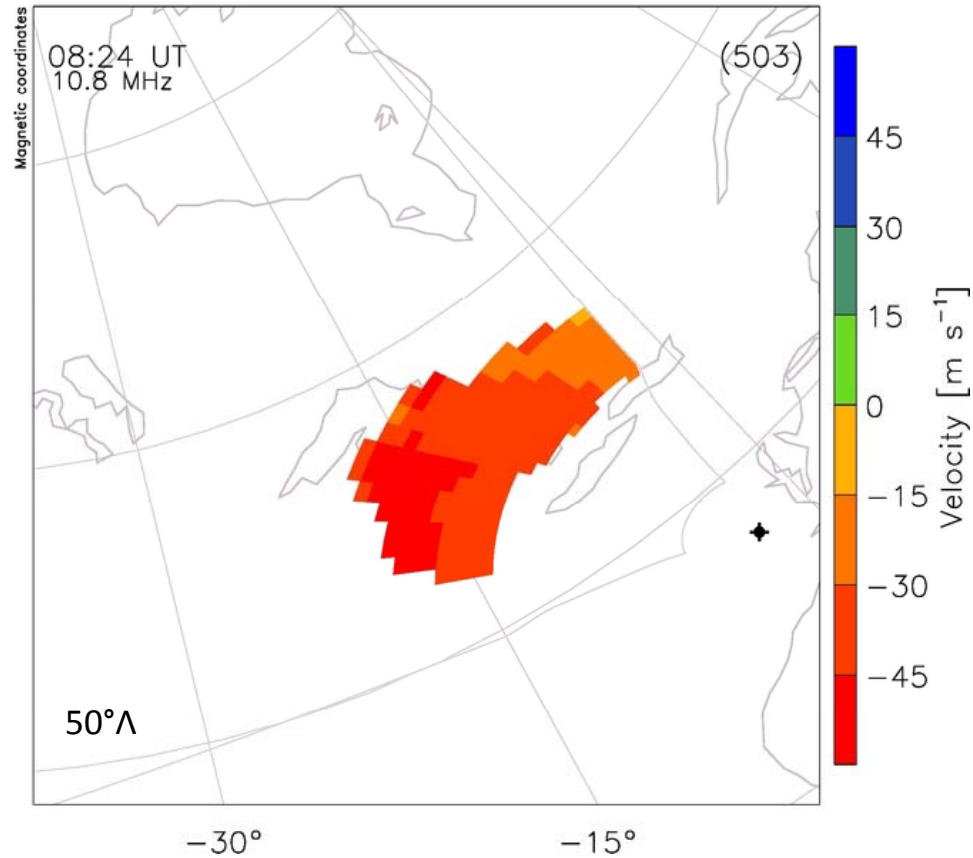 Magnetic coordinates
08:24 UT
10.8 MHz
(503)
45
30
15
0
−15
−30
−45
Velocity [m s⁻¹]
50°Λ
−30°
−15°